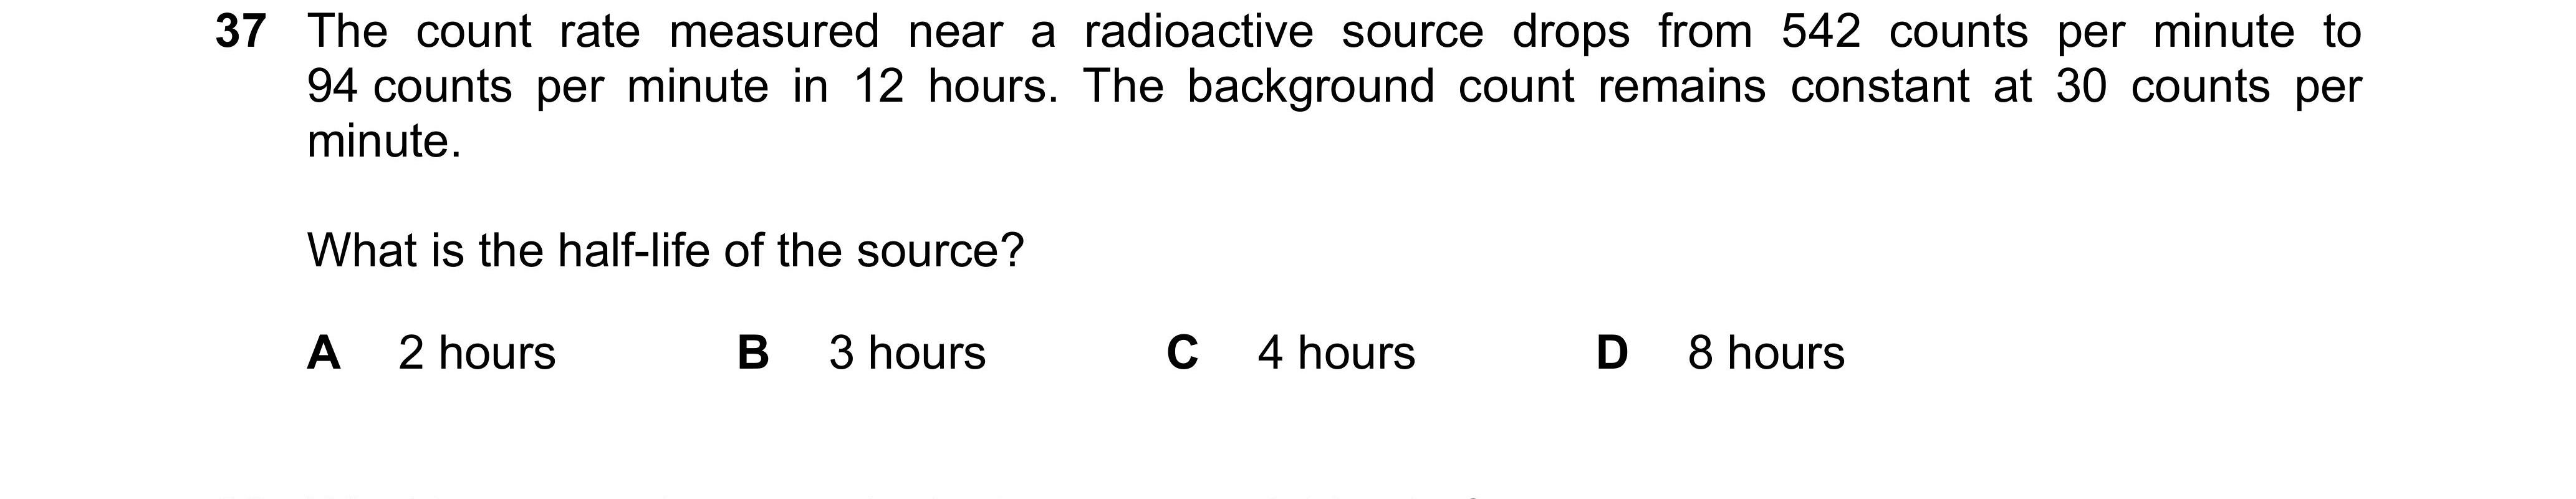 37 The count rate measured near a radioactive source drops from 542 counts per minute to
94 counts per minute in 12 hours. The background count remains constant at 30 counts per
minute.
What is the half-life of the source?
A 2 hours B 3 hours C 4 hours D 8 hours